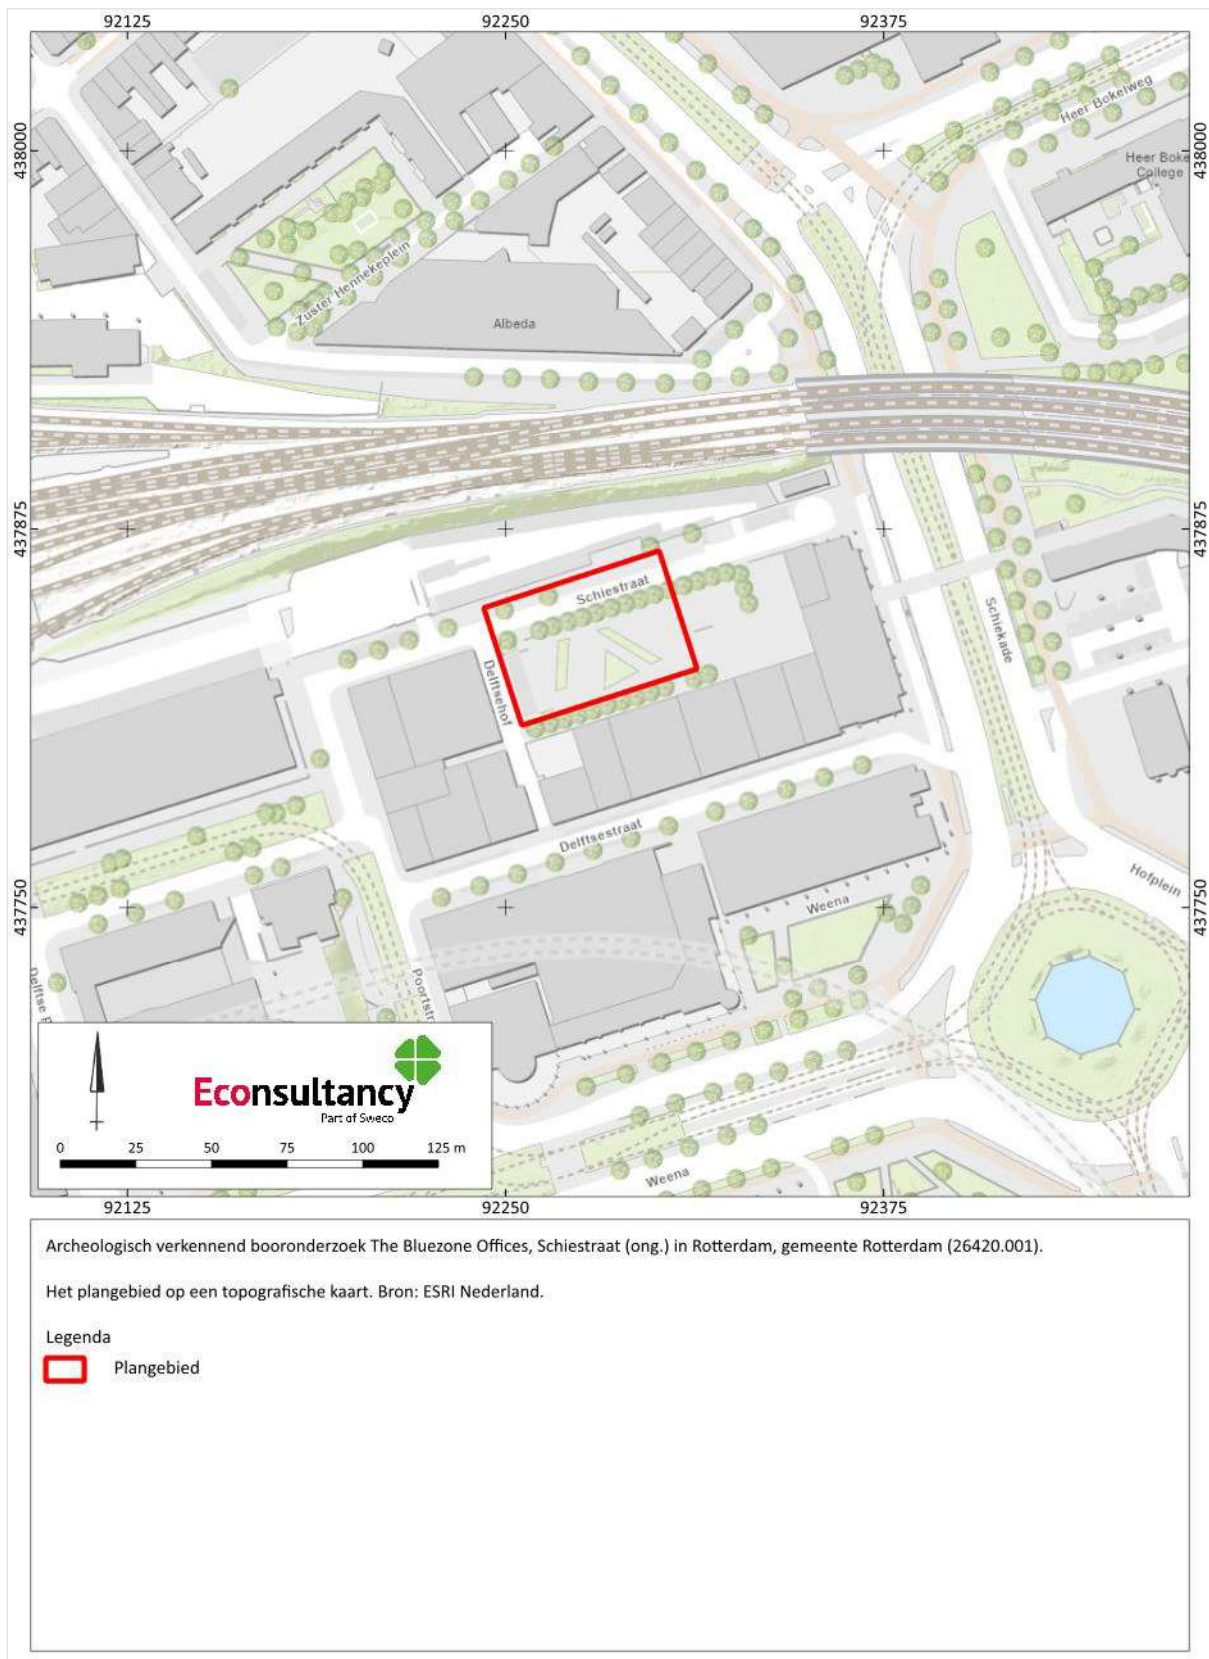 92125 92250 92375
438000
438000
Heer Bokelweg
Heer Boke
College
Zuster Hennekeplein
Albeda
437875
437875
Schiestraat
Schiekade
Delftsehof
Delftsestraat
Hofplein
Weena
437750
437750
Delftse
Poortstr
Econsultancy
Part of Sweco
0 25 50 75 100 125 m
Weena
92125 92250 92375
Archeologisch verkennend booronderzoek The Bluezone Offices, Schiestraat (ong.) in Rotterdam, gemeente Rotterdam (26420.001).
Het plangebied op een topografische kaart. Bron: ESRI Nederland.
Legenda
Plangebied